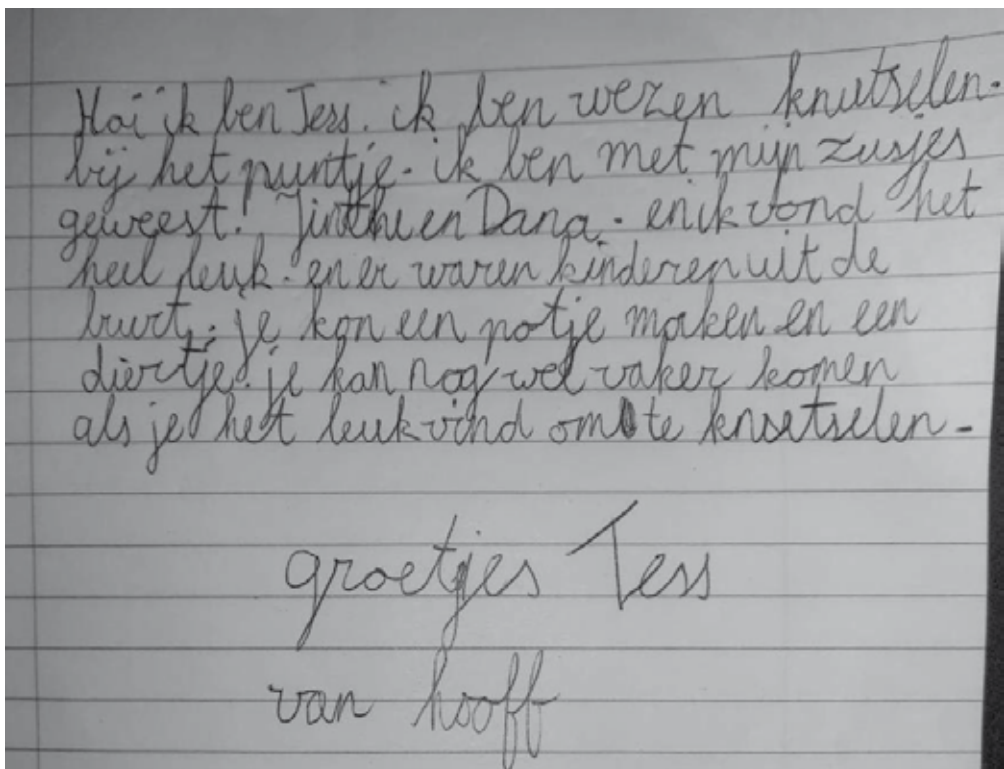 Hoi ik ben Tess. ik ben wezen knutselen.
bij het puntje. ik ben met mijn zusjes
geweest! Jinthe en Dana. en ik vond het
heel leuk. en er waren kinderen uit de
buurt. je kon een potje maken en een
diertje. je kan nog wel vaker komen
als je het leuk vind om te knutselen.
groetjes Tess
van hooff